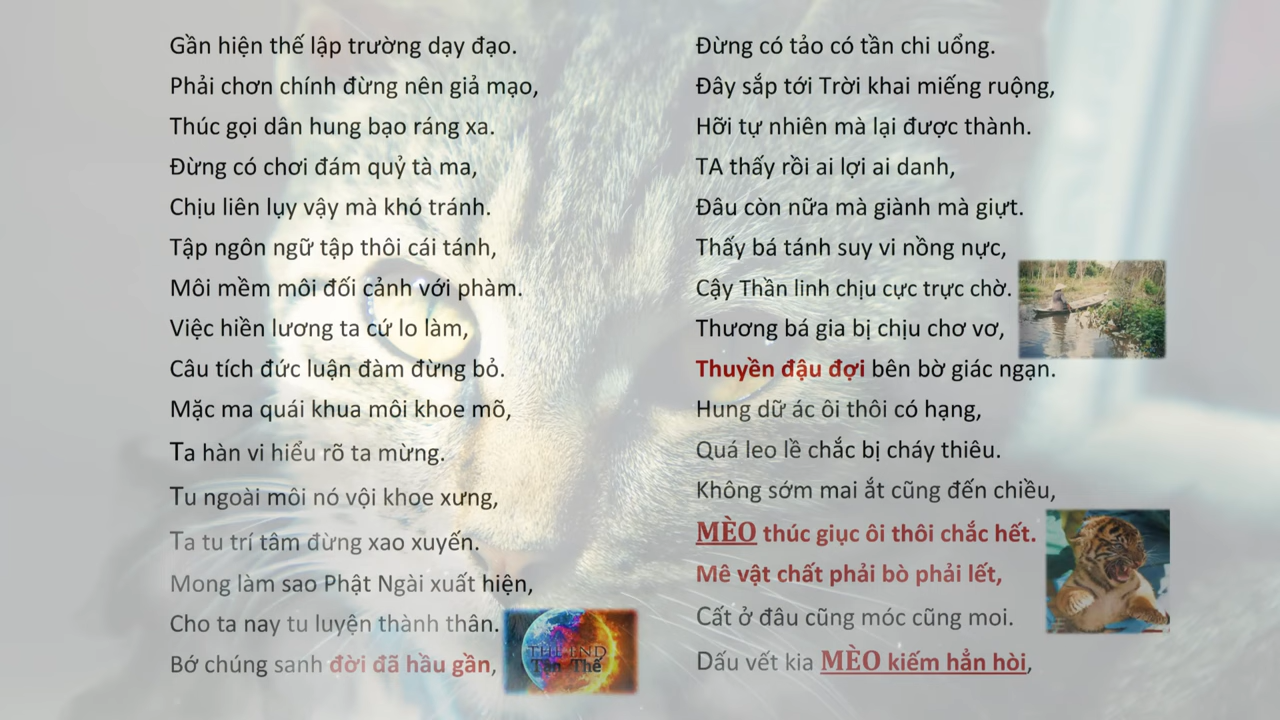 Gần hiện thế lập trường dạy đạo.
Phải chơn chính đừng nên giả mạo,
Thúc gọi dân hung bạo ráng xa.
Đừng có chơi đám quỷ tà ma,
Chịu liên lụy vậy mà khó tránh.
Tập ngôn ngữ tập thôi cái tánh,
Môi mềm môi đối cảnh với phàm.
Việc hiền lương ta cứ lo làm,
Câu tích đức luận đàm đừng bỏ.
Mặc ma quái khua môi khoe mõ,
Ta hàn vi hiểu rõ ta mừng.
Tu ngoài môi nó vội khoe xưng,
Ta tu trí tâm đừng xao xuyến.
Mong làm sao Phật Ngài xuất hiện,
Cho ta nay tu luyện thành thân.
Bớ chúng sanh đời đã hầu gần,
THE END
Tận Thế
Đừng có tảo có tần chi uổng.
Đây sắp tới Trời khai miếng ruộng,
Hỡi tự nhiên mà lại được thành.
TA thấy rồi ai lợi ai danh,
Đâu còn nữa mà giành mà giựt.
Thấy bá tánh suy vi nồng nực,
Cậy Thần linh chịu cực trực chờ.
Thương bá gia bị chịu chơ vơ,
Thuyền đậu đợi bên bờ giác ngạn.
Hung dữ ác ôi thôi có hạng,
Quá leo lề chắc bị cháy thiêu.
Không sớm mai ắt cũng đến chiều,
MÈO thúc giục ôi thôi chắc hết.
Mê vật chất phải bò phải lết,
Cất ở đâu cũng móc cũng moi.
Dấu vết kia MÈO kiếm hẳn hòi,